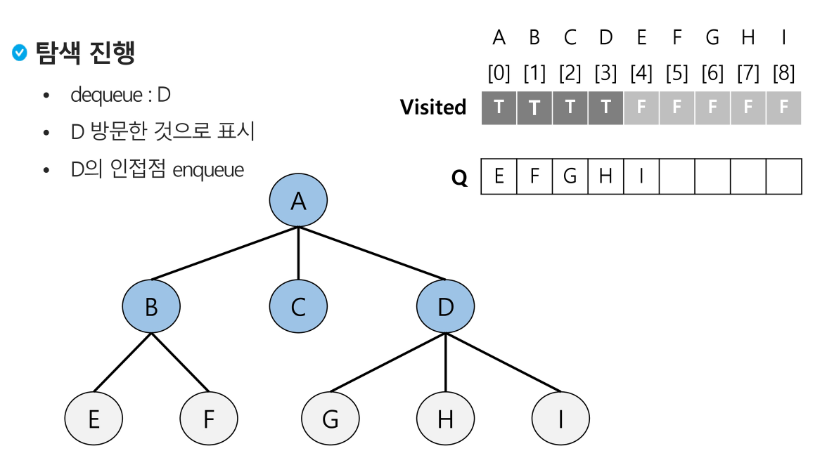 탐색 진행
• dequeue : D
• D 방문한 것으로 표시
• D의 인접점 enqueue
A B C D E F G H I
[0] [1] [2] [3] [4] [5] [6] [7] [8]
Visited T T T T F F F F F
Q E F G H I
A
B C D
E F G H I